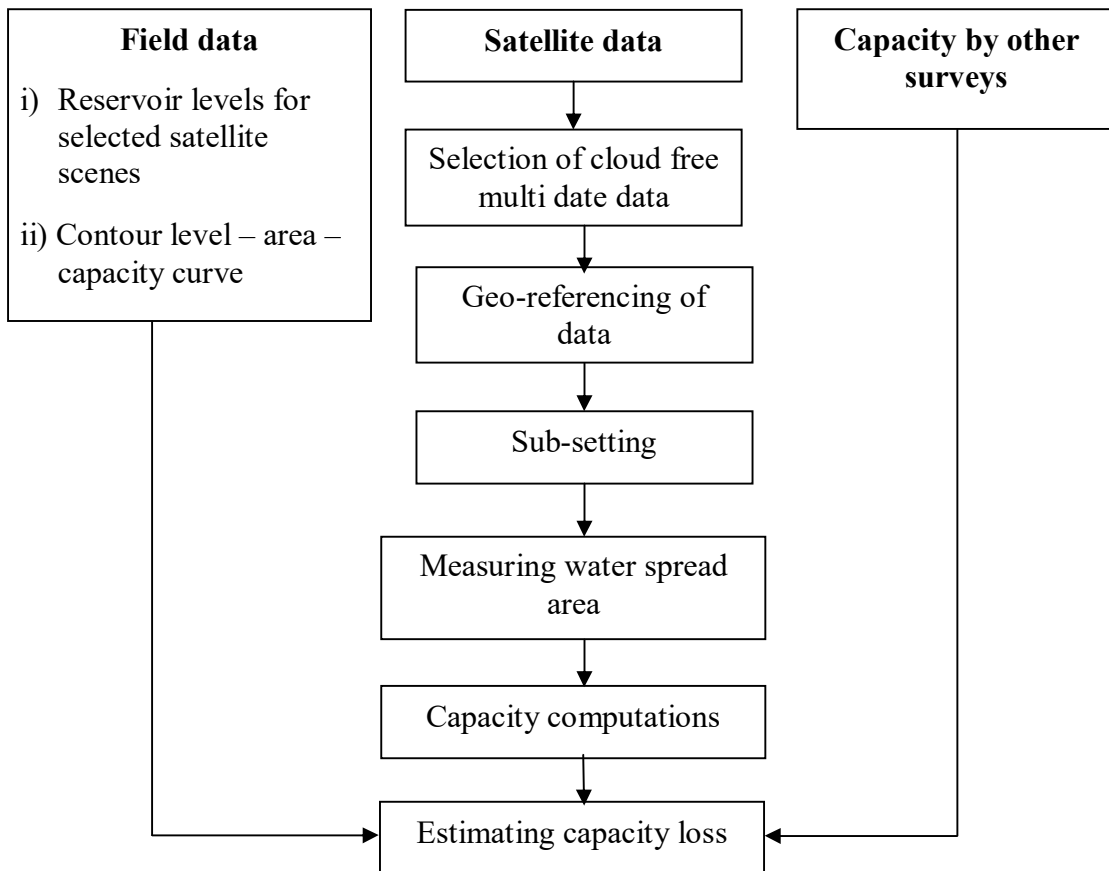 Field data
i) Reservoir levels for
selected satellite
scenes
ii) Contour level – area –
capacity curve
Satellite data
Selection of cloud free
multi date data
Geo-referencing of
data
Sub-setting
Measuring water spread
area
Capacity computations
Estimating capacity loss
Capacity by other
surveys